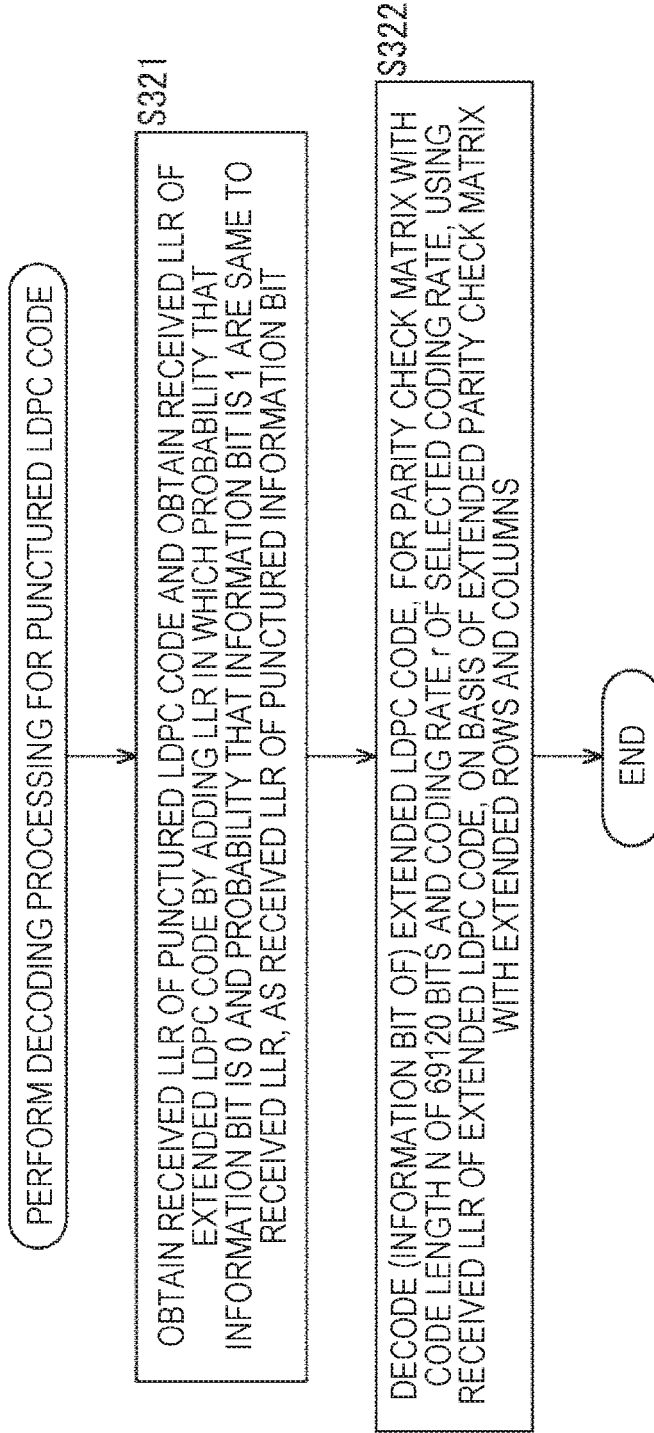 PERFORM DECODING PROCESSING FOR PUNCTURED LDPC CODE
S321
OBTAIN RECEIVED LLR OF PUNCTURED LDPC CODE AND OBTAIN RECEIVED LLR OF
EXTENDED LDPC CODE BY ADDING LLR IN WHICH PROBABILITY THAT
INFORMATION BIT IS 0 AND PROBABILITY THAT INFORMATION BIT IS 1 ARE SAME TO
RECEIVED LLR, AS RECEIVED LLR OF PUNCTURED INFORMATION BIT
S322
DECODE (INFORMATION BIT OF) EXTENDED LDPC CODE, FOR PARITY CHECK MATRIX WITH
CODE LENGTH N OF 69120 BITS AND CODING RATE r OF SELECTED CODING RATE, USING
RECEIVED LLR OF EXTENDED LDPC CODE, ON BASIS OF EXTENDED PARITY CHECK MATRIX
WITH EXTENDED ROWS AND COLUMNS
END